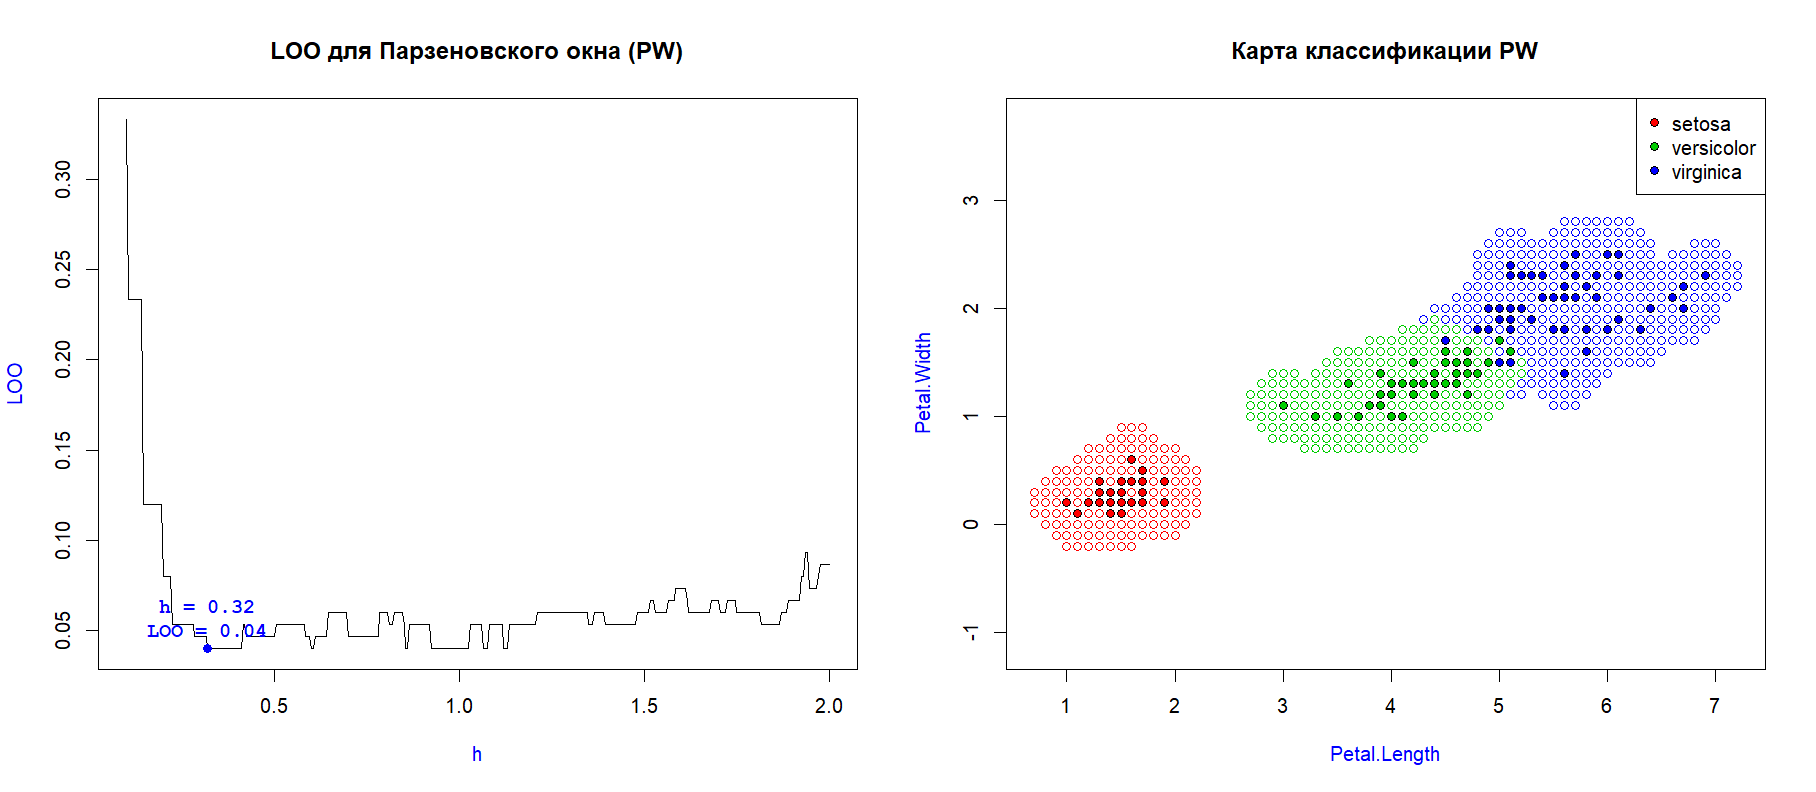 LOO для Парзеновского окна (PW)
LOO
0.30
0.25
0.20
0.15
0.10
0.05
h = 0.32
LOO = 0.04
0.5
1.0
1.5
2.0
h
Карта классификации PW
setosa
versicolor
virginica
Petal.Width
3
2
1
0
-1
1
2
3
4
5
6
7
Petal.Length